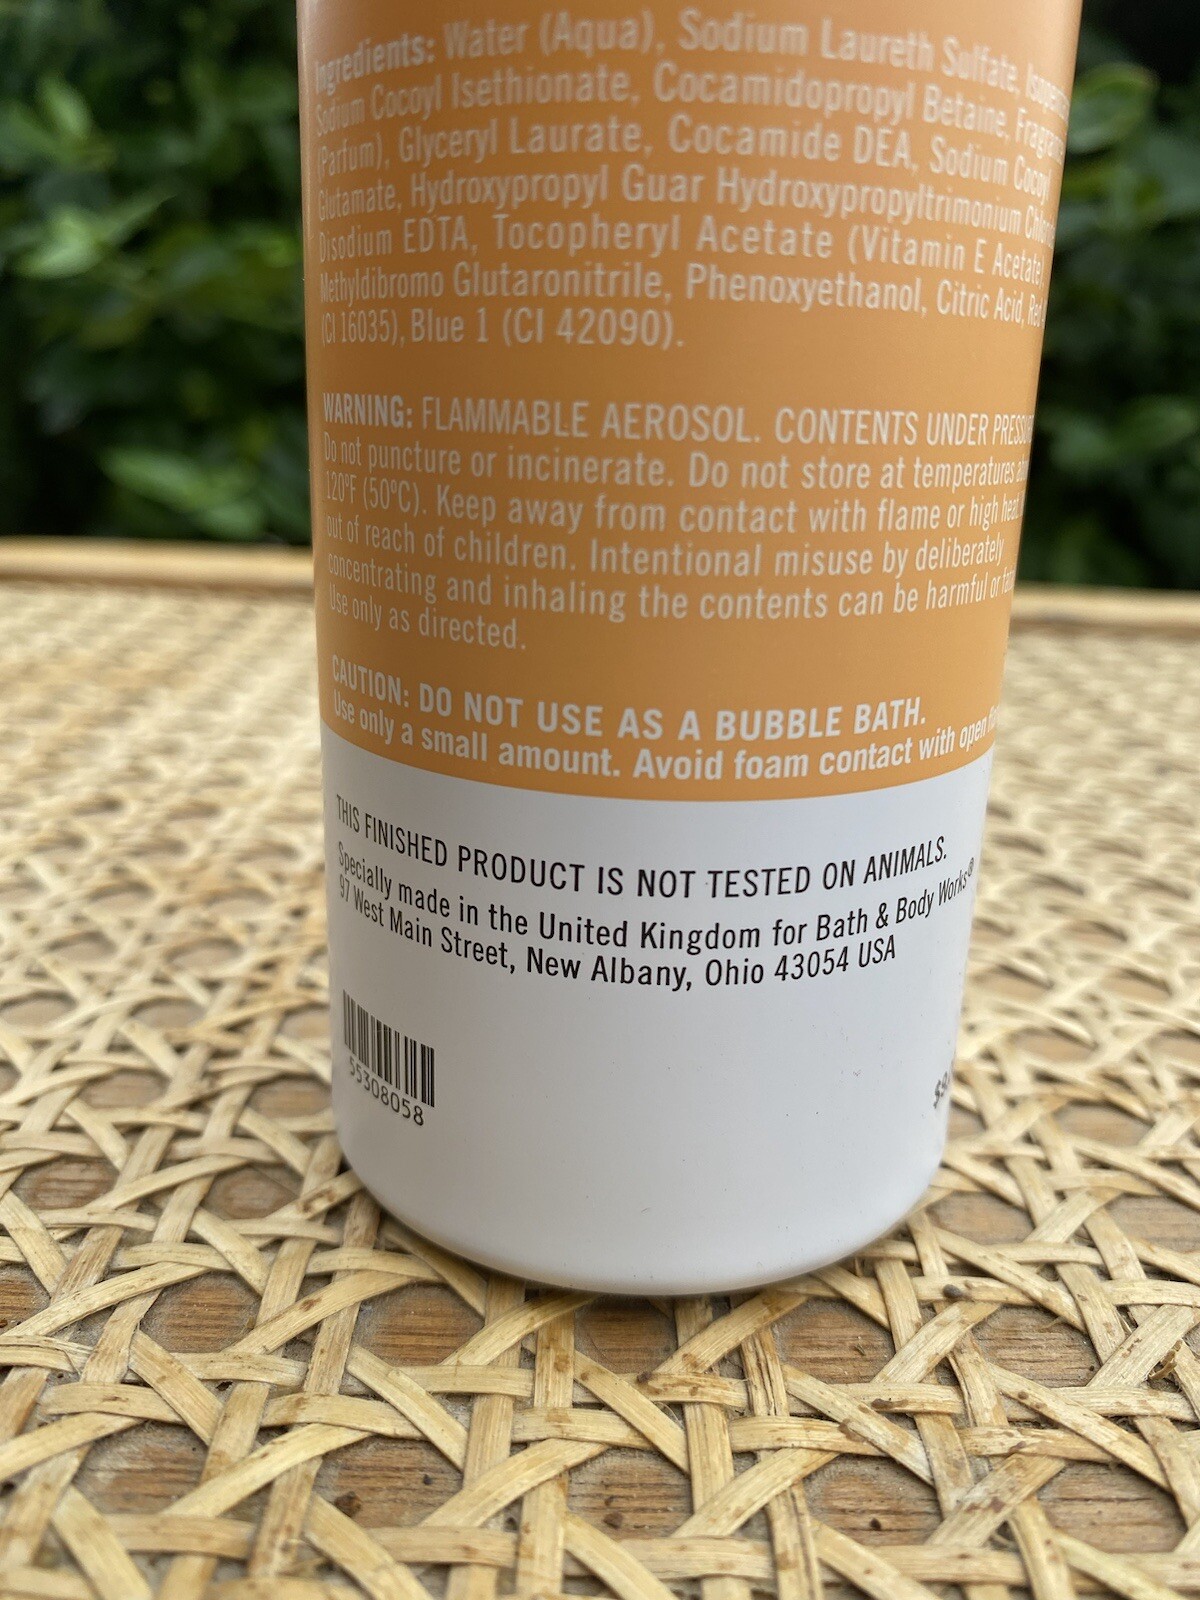 Ingredients: Water (Aqua), Sodium Laureth Sulfate,
Sodium Cocoyl Isethionate, Cocamidopropyl Betaine,
(Parfum), Glyceryl Laurate, Cocamide DEA, Sodium Cocoyl
Glutamate, Hydroxypropyl Guar Hydroxypropyltrimonium
Disodium EDTA, Tocopheryl Acetate (Vitamin E Acetate)
Methyldibromo Glutaronitrile, Phenoxyethanol, Citric Acid, Red
(CI 16035), Blue 1 (CI 42090).
WARNING: FLAMMABLE AEROSOL. CONTENTS UNDER
Do not puncture or incinerate. Do not store at temperatures
120°F (50°C). Keep away from contact with flame or high heat.
out of reach of children. Intentional misuse by deliberately
concentrating and inhaling the contents can be harmful or
Use only as directed.
CAUTION: DO NOT USE AS A BUBBLE BATH.
Use only a small amount. Avoid foam contact with open
THIS FINISHED PRODUCT IS NOT TESTED ON ANIMALS.
Specially made in the United Kingdom for Bath & Body Works®
97 West Main Street, New Albany, Ohio 43054 USA
55308058